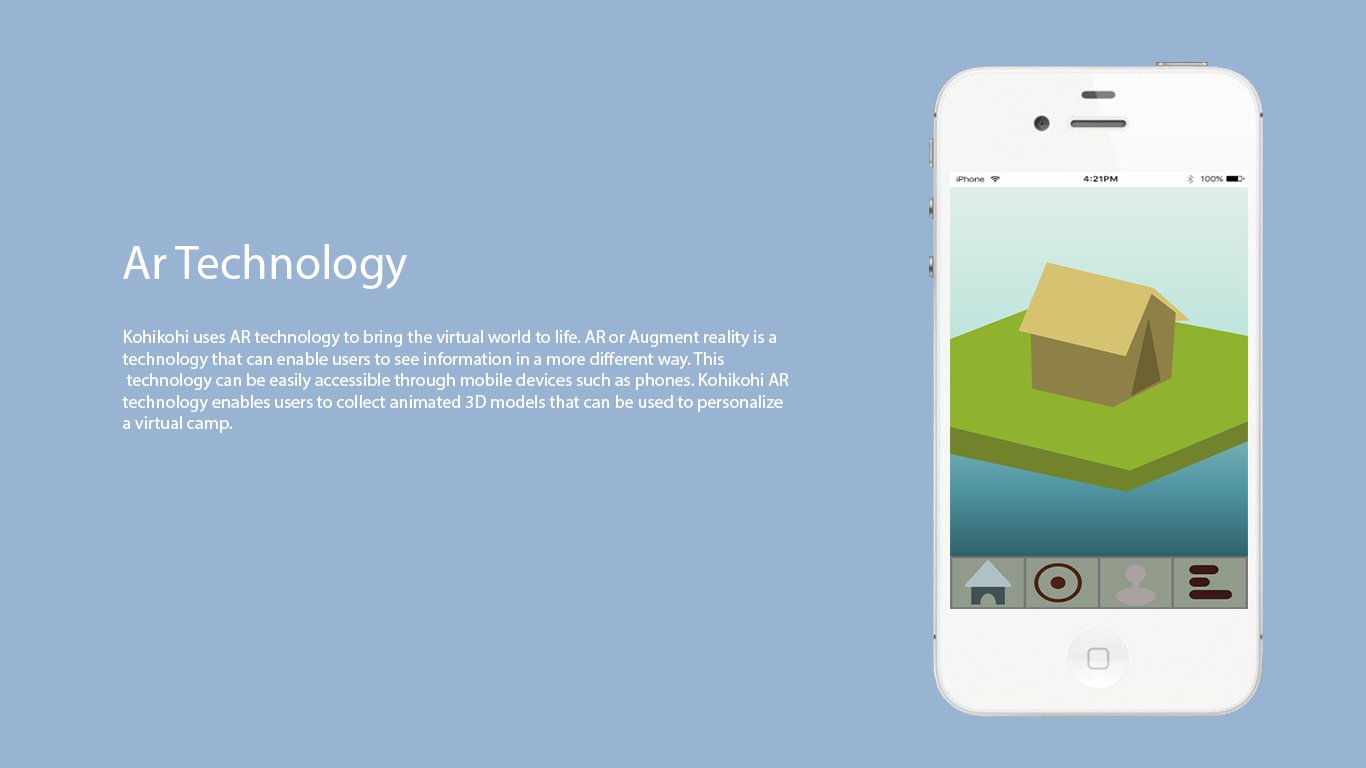 Ar Technology
Kohikohi uses AR technology to bring the virtual world to life. AR or Augment reality is a
technology that can enable users to see information in a more different way. This
technology can be easily accessible through mobile devices such as phones. Kohikohi AR
technology enables users to collect animated 3D models that can be used to personalize
a virtual camp.
iPhone 4:21PM 100%